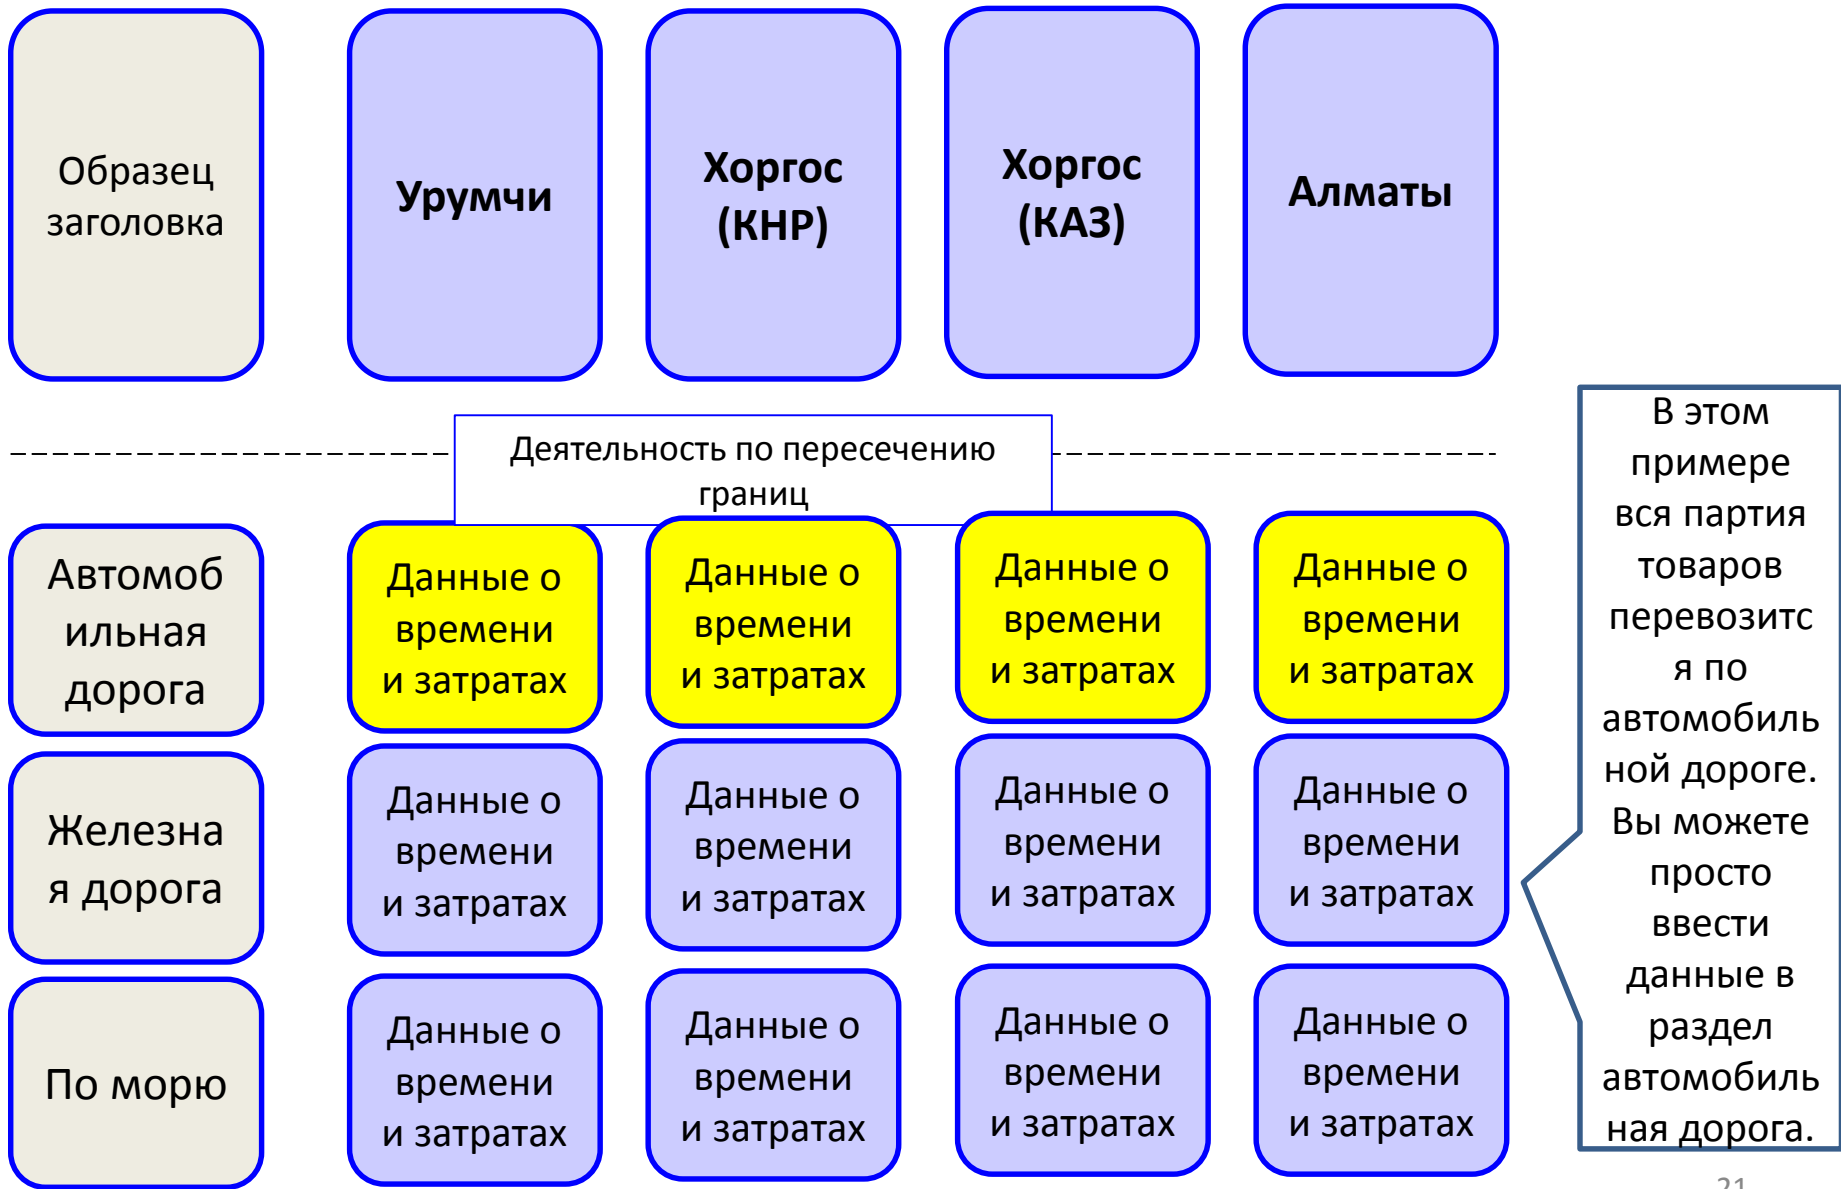 Образец
заголовка
Урумчи
Хоргос
(КНР)
Хоргос
(КАЗ)
Алматы
Деятельность по пересечению
границ
Автомоб
ильная
дорога
Данные о
времени
и затратах
Данные о
времени
и затратах
Данные о
времени
и затратах
Данные о
времени
и затратах
Железна
я дорога
Данные о
времени
и затратах
Данные о
времени
и затратах
Данные о
времени
и затратах
Данные о
времени
и затратах
По морю
Данные о
времени
и затратах
Данные о
времени
и затратах
Данные о
времени
и затратах
Данные о
времени
и затратах
В этом
примере
вся партия
товаров
перевозитс
я по
автомобиль
ной дороге.
Вы можете
просто
ввести
данные в
раздел
автомобиль
ная дорога.
21